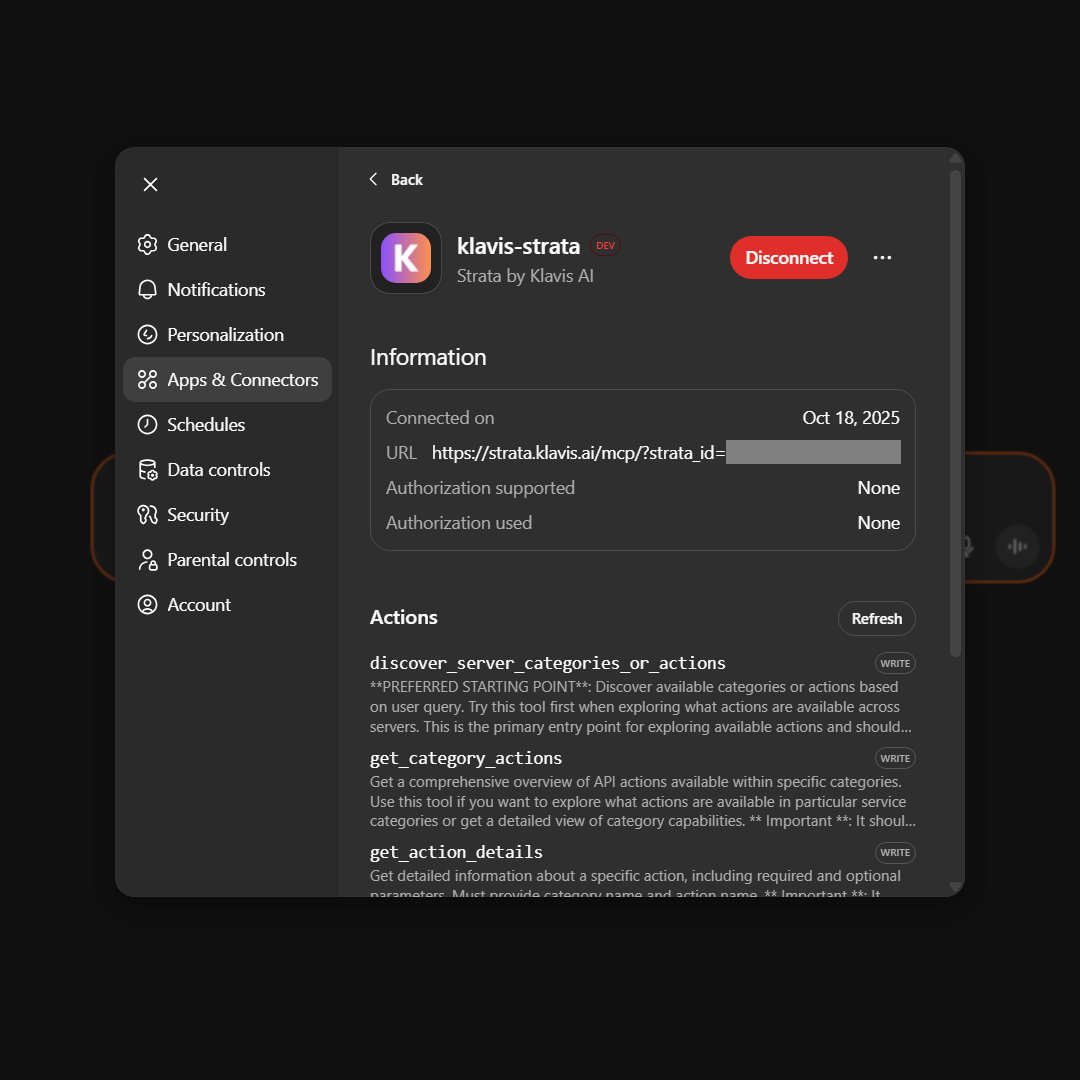 General
Notifications
Personalization
Apps & Connectors
Schedules
Data controls
Security
Parental controls
Account
Back
K
klavis-strata DEV
Strata by Klavis AI
Disconnect
Information
Connected on Oct 18, 2025
URL https://strata.klavis.ai/mcp/?strata_id=
Authorization supported None
Authorization used None
Actions Refresh
discover_server_categories_or_actions WRITE
**PREFERRED STARTING POINT**: Discover available categories or actions based
on user query. Try this tool first when exploring what actions are available across
servers. This is the primary entry point for exploring available actions and should...
get_category_actions WRITE
Get a comprehensive overview of API actions available within specific categories.
Use this tool if you want to explore what actions are available in particular service
categories or get a detailed view of category capabilities. ** Important **: It shoul...
get_action_details WRITE
Get detailed information about a specific action, including required and optional
parameters. Must provide category name and action name. ** Important **: It